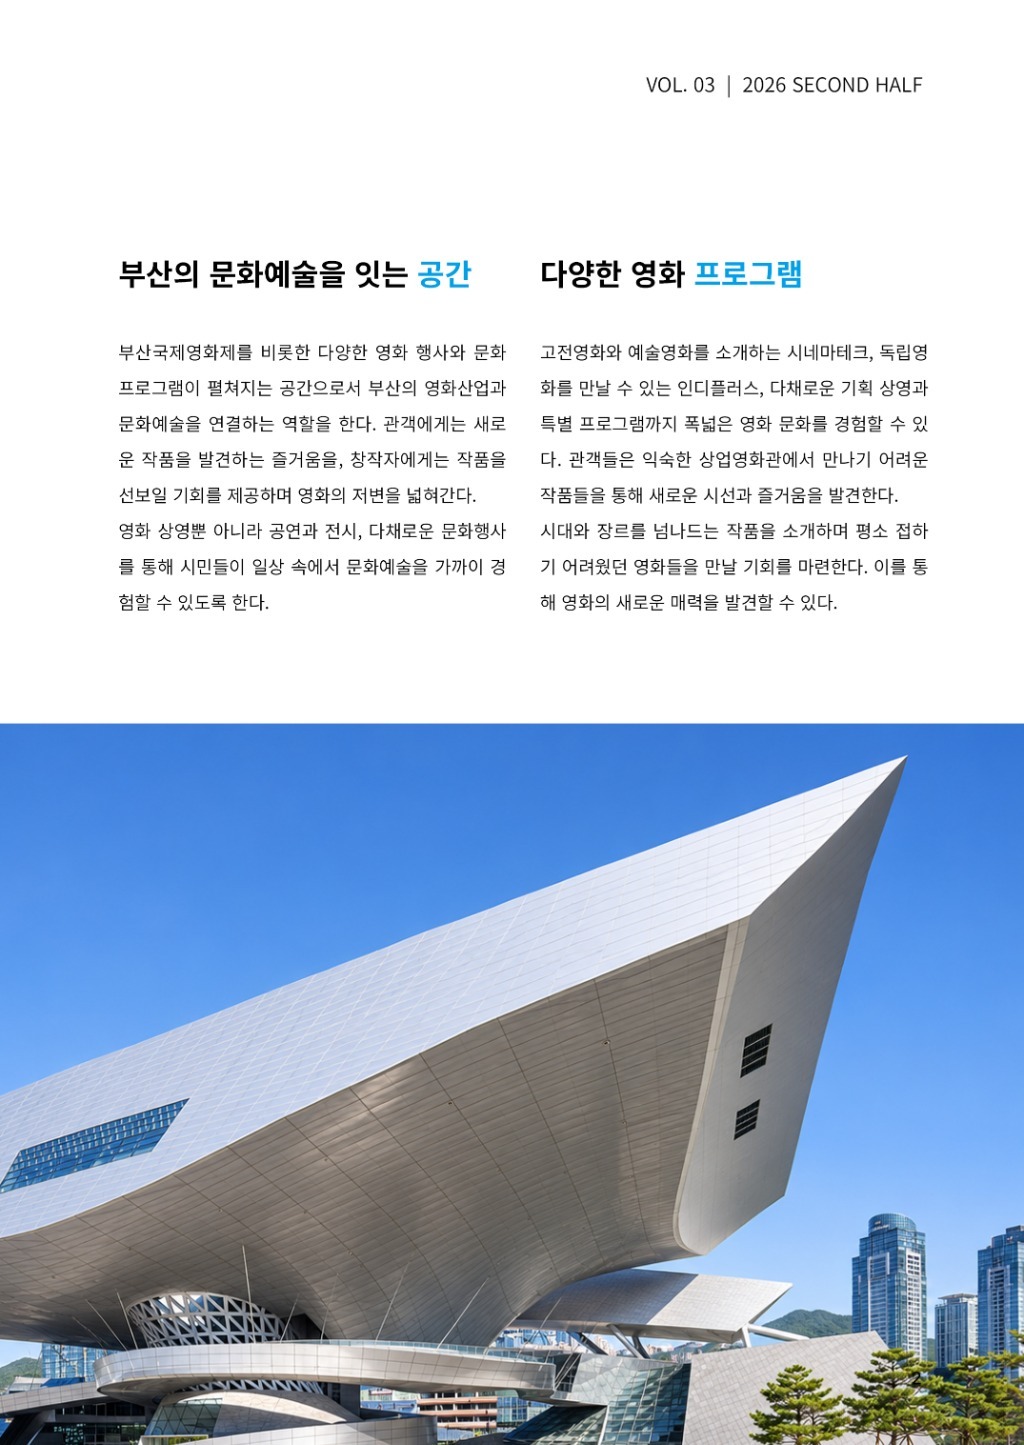 VOL. 03 | 2026 SECOND HALF
부산의 문화예술을 잇는 공간
부산국제영화제를 비롯한 다양한 영화 행사와 문화
프로그램이 펼쳐지는 공간으로서 부산의 영화산업과
문화예술을 연결하는 역할을 한다. 관객에게는 새로
운 작품을 발견하는 즐거움을, 창작자에게는 작품을
선보일 기회를 제공하며 영화의 저변을 넓혀간다.
영화 상영뿐 아니라 공연과 전시, 다채로운 문화행사
를 통해 시민들이 일상 속에서 문화예술을 가까이 경
험할 수 있도록 한다.
다양한 영화 프로그램
고전영화와 예술영화를 소개하는 시네마테크, 독립영
화를 만날 수 있는 인디플러스, 다채로운 기획 상영과
특별 프로그램까지 폭넓은 영화 문화를 경험할 수 있
다. 관객들은 익숙한 상업영화관에서 만나기 어려운
작품들을 통해 새로운 시선과 즐거움을 발견한다.
시대와 장르를 넘나드는 작품을 소개하며 평소 접하
기 어려웠던 영화들을 만날 기회를 마련한다. 이를 통
해 영화의 새로운 매력을 발견할 수 있다.
2